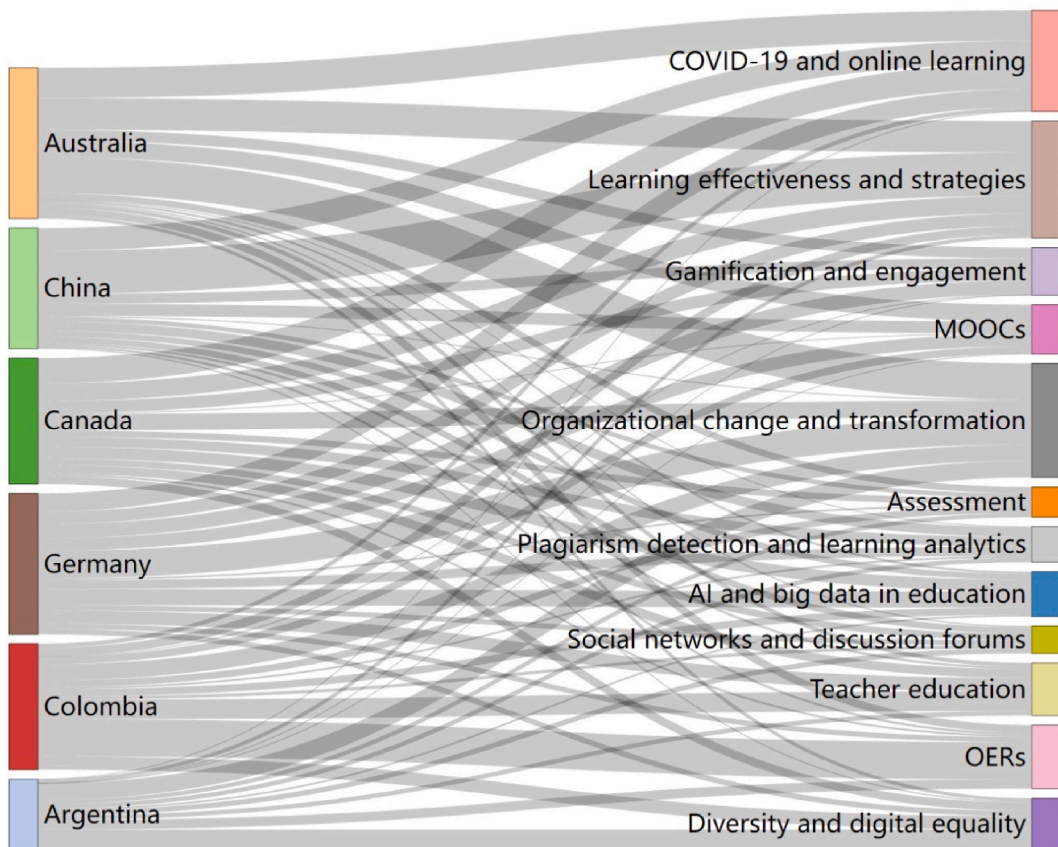 Australia
China
Canada
Germany
Colombia
Argentina
COVID-19 and online learning
Learning effectiveness and strategies
Gamification and engagement
MOOCs
Organizational change and transformation
Assessment
Plagiarism detection and learning analytics
AI and big data in education
Social networks and discussion forums
Teacher education
OERs
Diversity and digital equality